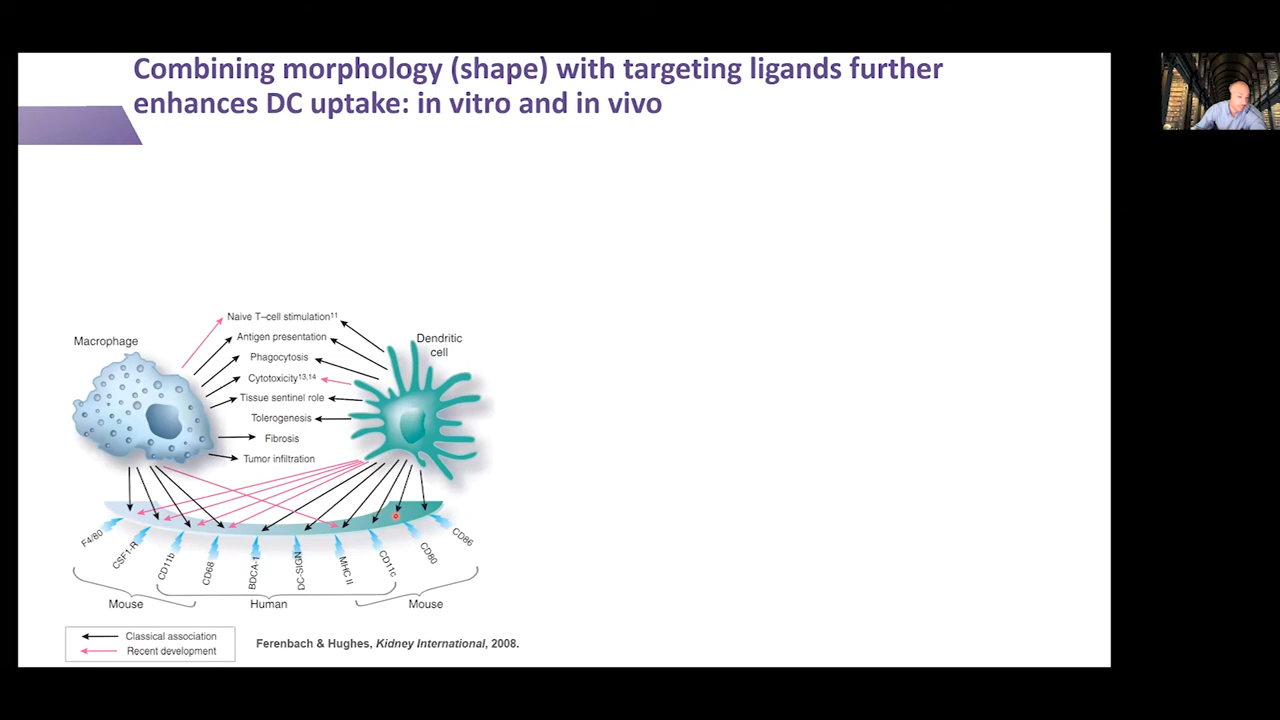 Combining morphology (shape) with targeting ligands further
enhances DC uptake: in vitro and in vivo
Naive T–cell stimulation11
Macrophage
Antigen presentation
Dendritic
cell
Phagocytosis
Cytotoxicity13,14
Tissue sentinel role
Tolerogenesis
Fibrosis
Tumor infiltration
F4/80
CSF1-R
CD11b
CD68
BDCA-1
DC-SIGN
MHC II
CD11c
CD80
CD86
Mouse
Human
Mouse
Classical association
Recent development
Ferenbach & Hughes, Kidney International, 2008.